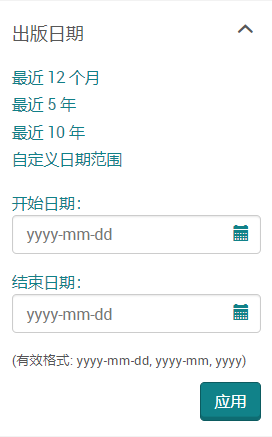 出版日期
最近 12 个月
最近 5 年
最近 10 年
自定义日期范围
开始日期:
yyyy-mm-dd
结束日期:
yyyy-mm-dd
(有效格式: yyyy-mm-dd, yyyy-mm, yyyy)
应用